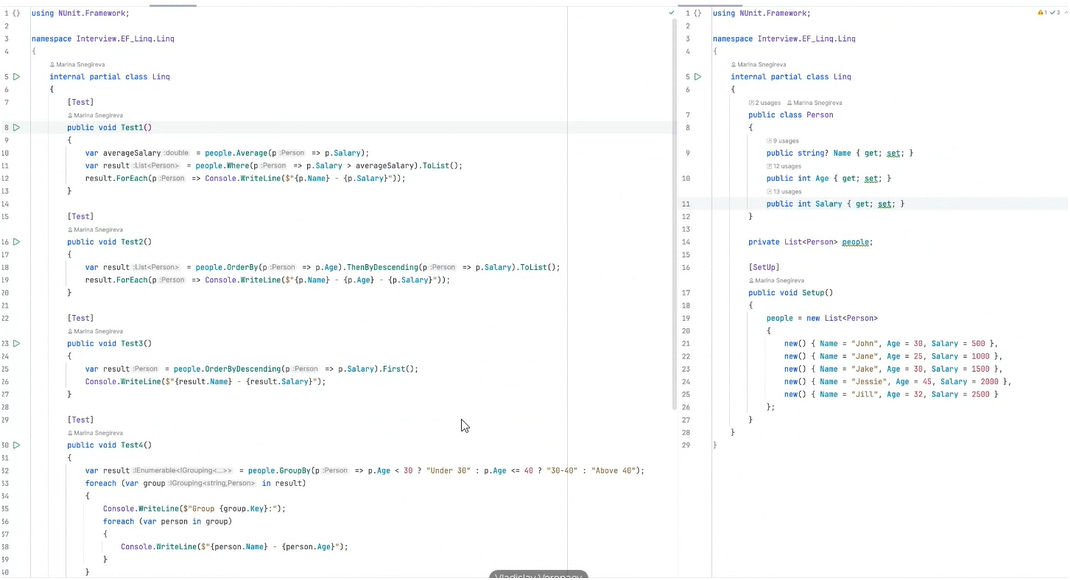 1 {} using NUnit.Framework;
2
3 namespace Interview.EF_Linq.Linq
4 {
Marina Snegireva
5 internal partial class Linq
6 {
7 [Test]
Marina Snegireva
8 public void Test1()
9 {
10 var averageSalary :double = people.Average(p :Person => p.Salary);
11 var result :List<Person> = people.Where(p :Person => p.Salary > averageSalary).ToList();
12 result.ForEach(p :Person => Console.WriteLine($"{p.Name} - {p.Salary}"));
13 }
14
15 [Test]
Marina Snegireva
16 public void Test2()
17 {
18 var result :List<Person> = people.OrderBy(p :Person => p.Age).ThenByDescending(p :Person => p.Salary).ToList();
19 result.ForEach(p :Person => Console.WriteLine($"{p.Name} - {p.Age} - {p.Salary}"));
20 }
21
22 [Test]
Marina Snegireva
23 public void Test3()
24 {
25 var result :Person = people.OrderByDescending(p :Person => p.Salary).First();
26 Console.WriteLine($"{result.Name} - {result.Salary}");
27 }
28
29 [Test]
Marina Snegireva
30 public void Test4()
31 {
32 var result :IEnumerable<IGrouping<...>> = people.GroupBy(p :Person => p.Age < 30 ? "Under 30" : p.Age <= 40 ? "30-40" : "Above 40");
33 foreach (var group :IGrouping<string,Person> in result)
34 {
35 Console.WriteLine($"Group {group.Key}:");
36 foreach (var person in group)
37 {
38 Console.WriteLine($"{person.Name} - {person.Age}");
39 }
40 }
1 {} using NUnit.Framework;
2
3 namespace Interview.EF_Linq.Linq
4 {
Marina Snegireva
5 internal partial class Linq
6 {
2 usages Marina Snegireva
7 public class Person
8 {
9 usages
9 public string? Name { get; set; }
12 usages
10 public int Age { get; set; }
13 usages
11 public int Salary { get; set; }
12 }
13
14 private List<Person> people;
15
16 [SetUp]
Marina Snegireva
17 public void Setup()
18 {
19 people = new List<Person>
20 {
21 new() { Name = "John", Age = 30, Salary = 500 },
22 new() { Name = "Jane", Age = 25, Salary = 1000 },
23 new() { Name = "Jake", Age = 30, Salary = 1500 },
24 new() { Name = "Jessie", Age = 45, Salary = 2000 },
25 new() { Name = "Jill", Age = 32, Salary = 2500 }
26 };
27 }
28 }
29 }